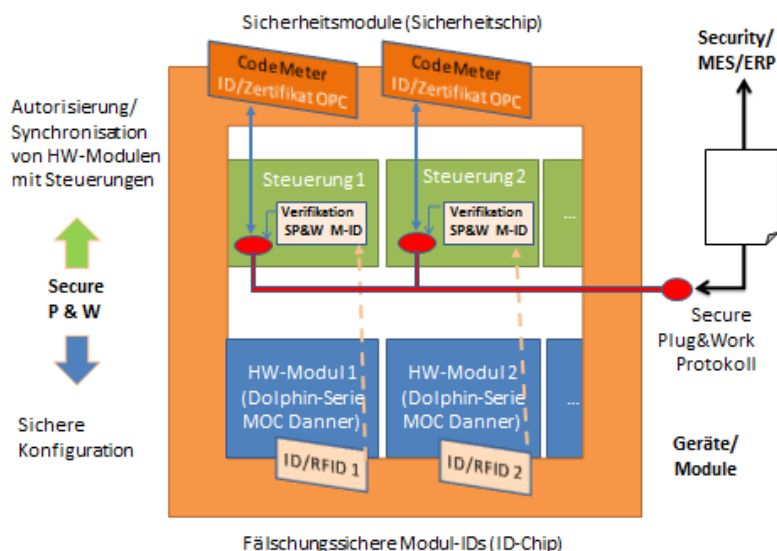 Sicherheitsmodule (Sicherheitschip)
Security/
MES/ERP
CodeMeter
ID/Zertifikat OPC
CodeMeter
ID/Zertifikat OPC
Autorisierung/
Synchronisation
von HW-Modulen
mit Steuerungen
Steuerung 1
Steuerung 2
...
Verifikation
SP&W M-ID
Verifikation
SP&W M-ID
Secure
P & W
Secure
Plug&Work
Protokoll
HW-Modul 1
(Dolphin-Serie
MOC Danner)
HW-Modul 2
(Dolphin-Serie
MOC Danner)
...
Sichere
Konfiguration
ID/RFID 1
ID/RFID 2
Geräte/
Module
Fälschungssichere Modul-IDs (ID-Chip)